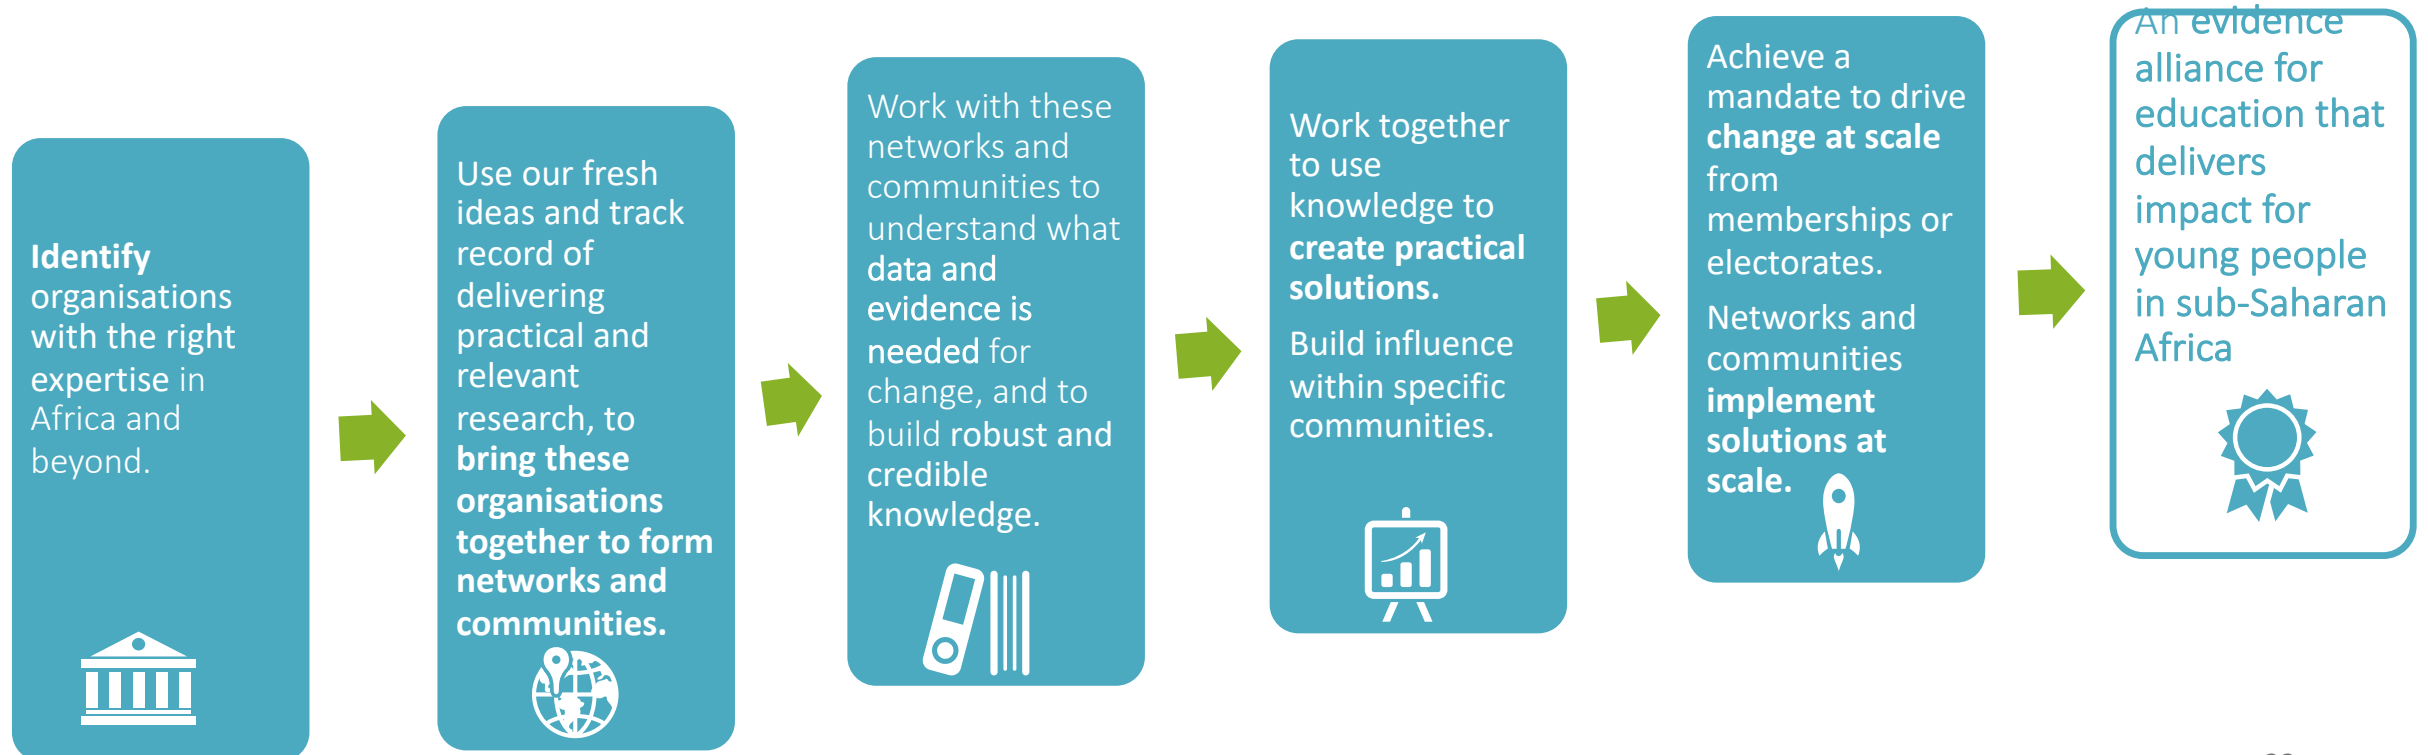 Identify
organisations
with the right
expertise in
Africa and
beyond.
Use our fresh
ideas and track
record of
delivering
practical and
relevant
research, to
bring these
organisations
together to form
networks and
communities.
Work with these
networks and
communities to
understand what
data and
evidence is
needed for
change, and to
build robust and
credible
knowledge.
Work together
to use
knowledge to
create practical
solutions.
Build influence
within specific
communities.
Achieve a
mandate to drive
change at scale
from
memberships or
electorates.
Networks and
communities
implement
solutions at
scale.
An evidence
alliance for
education that
delivers
impact for
young people
in sub-Saharan
Africa